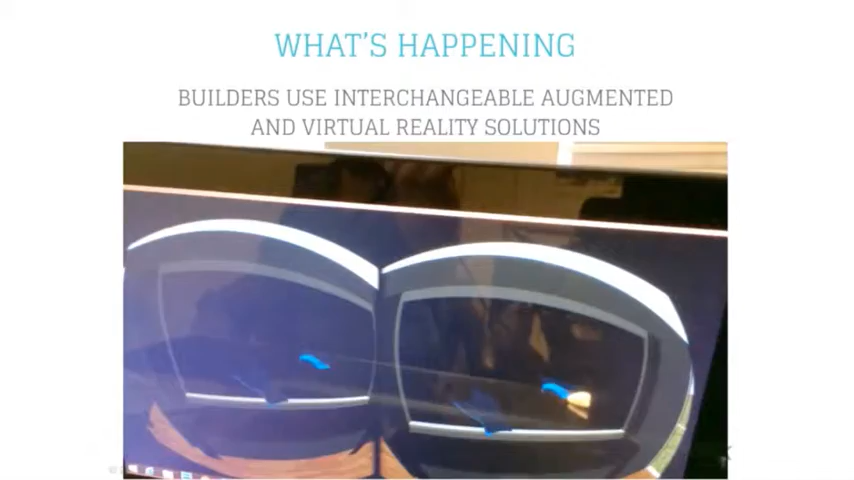 WHAT'S HAPPENING
BUILDERS USE INTERCHANGEABLE AUGMENTED
AND VIRTUAL REALITY SOLUTIONS